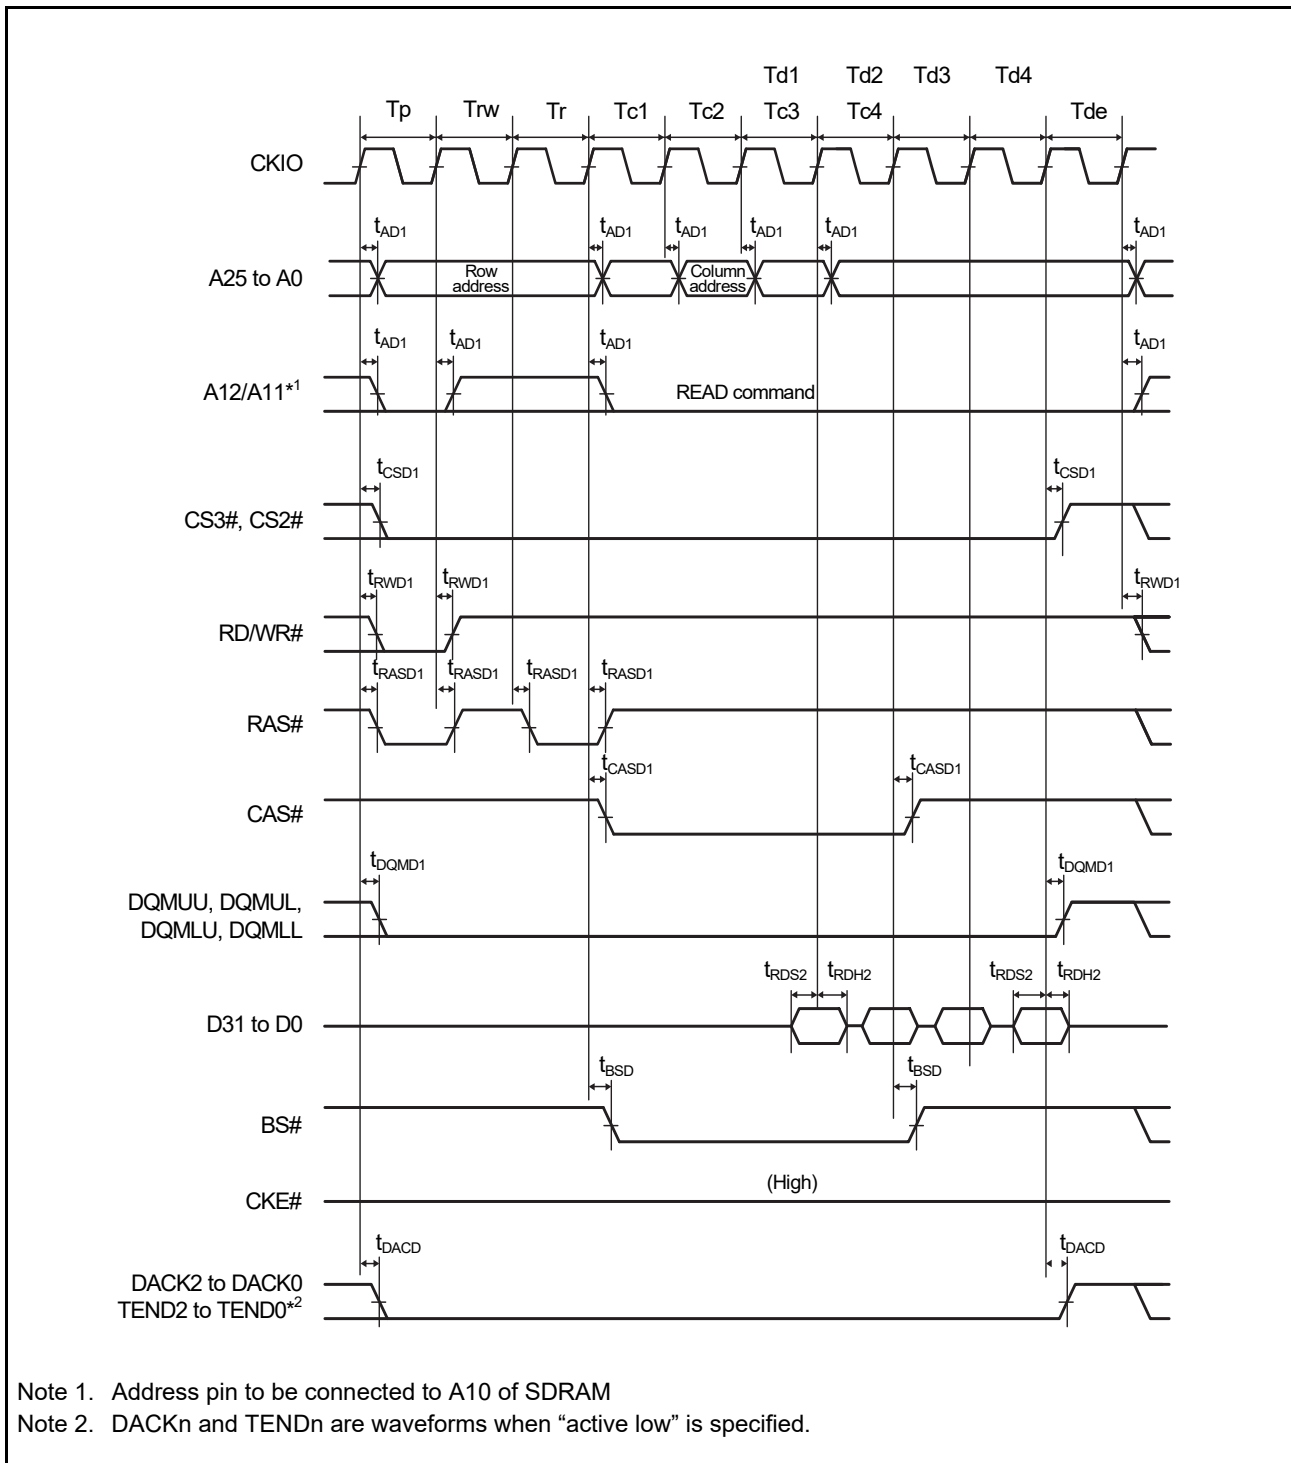 Td1 Td2 Td3 Td4
Tp Trw Tr Tc1 Tc2 Tc3 Tc4 Tde
CKIO
tAD1 tAD1 tAD1 tAD1 tAD1 tAD1
A25 to A0
Row
address
Column
address
tAD1 tAD1 tAD1 tAD1
A12/A11*1
READ command
tCSD1 tCSD1
CS3#, CS2#
tRWD1 tRWD1 tRWD1
RD/WR#
tRASD1 tRASD1 tRASD1 tRASD1
RAS#
tCASD1 tCASD1
CAS#
tDQMD1 tDQMD1
DQMUU, DQMUL,
DQMLU, DQMLL
tRDS2 tRDH2 tRDS2 tRDH2
D31 to D0
tBSD tBSD
BS#
(High)
CKE#
tDACD tDACD
DACK2 to DACK0
TEND2 to TEND0*2
Note 1. Address pin to be connected to A10 of SDRAM
Note 2. DACKn and TENDn are waveforms when “active low” is specified.